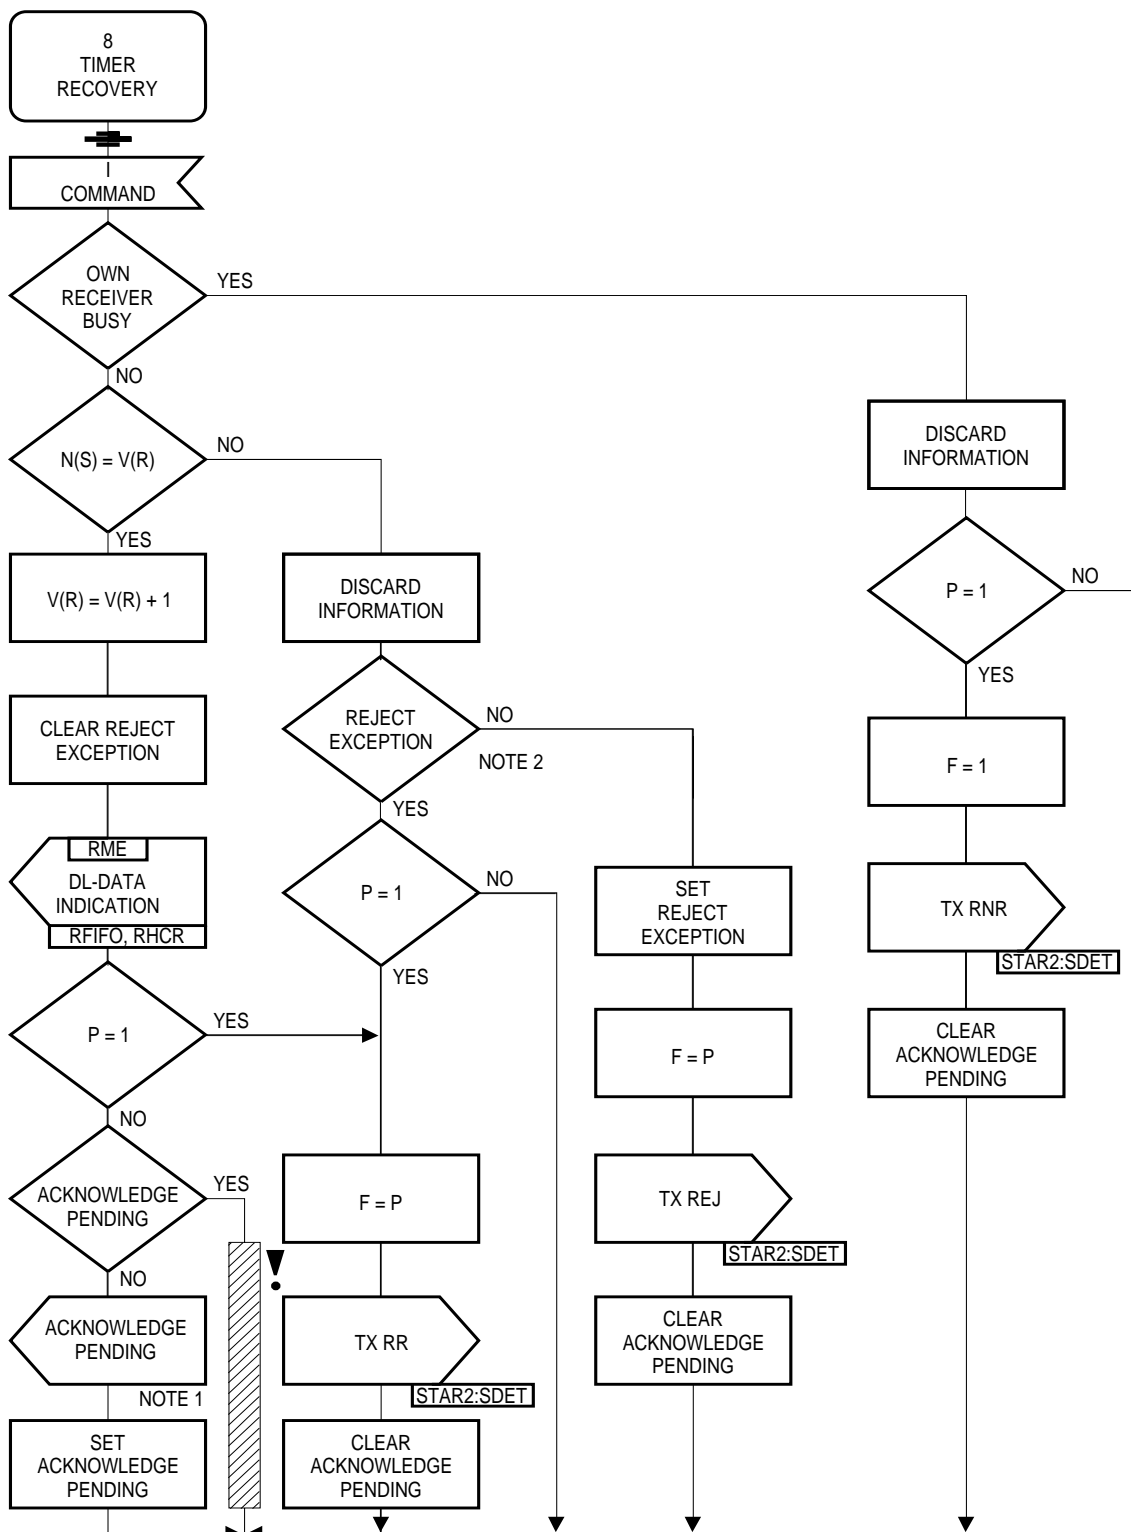 8
TIMER
RECOVERY
I
COMMAND
OWN
RECEIVER
BUSY
YES
NO
N(S) = V(R)
NO
YES
V(R) = V(R) + 1
CLEAR REJECT
EXCEPTION
RME
DL-DATA
INDICATION
RFIFO, RHCR
P = 1
YES
NO
ACKNOWLEDGE
PENDING
YES
NO
!
ACKNOWLEDGE
PENDING
NOTE 1
SET
ACKNOWLEDGE
PENDING
DISCARD
INFORMATION
REJECT
EXCEPTION
NO
NOTE 2
YES
P = 1
NO
YES
F = P
TX RR
STAR2:SDET
CLEAR
ACKNOWLEDGE
PENDING
SET
REJECT
EXCEPTION
F = P
TX REJ
STAR2:SDET
CLEAR
ACKNOWLEDGE
PENDING
DISCARD
INFORMATION
P = 1
NO
YES
F = 1
TX RNR
STAR2:SDET
CLEAR
ACKNOWLEDGE
PENDING